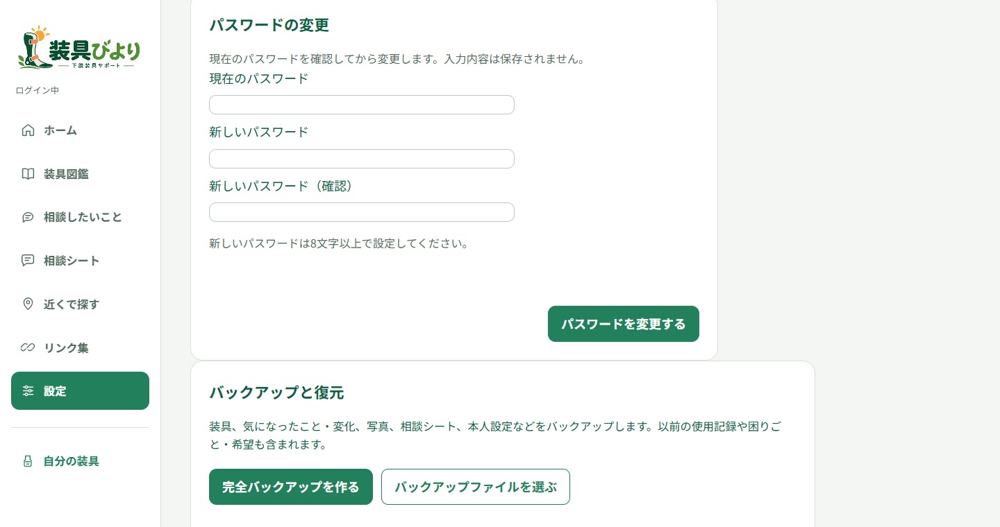 装具びより
下肢装具サポート
ログイン中
ホーム
装具図鑑
相談したいこと
相談シート
近くで探す
リンク集
設定
自分の装具
パスワードの変更
現在のパスワードを確認してから変更します。入力内容は保存されません。
現在のパスワード
新しいパスワード
新しいパスワード（確認）
新しいパスワードは8文字以上で設定してください。
パスワードを変更する
バックアップと復元
装具、気になったこと・変化、写真、相談シート、本人設定などをバックアップします。以前の使用記録や困りご
と・希望も含まれます。
完全バックアップを作る
バックアップファイルを選ぶ